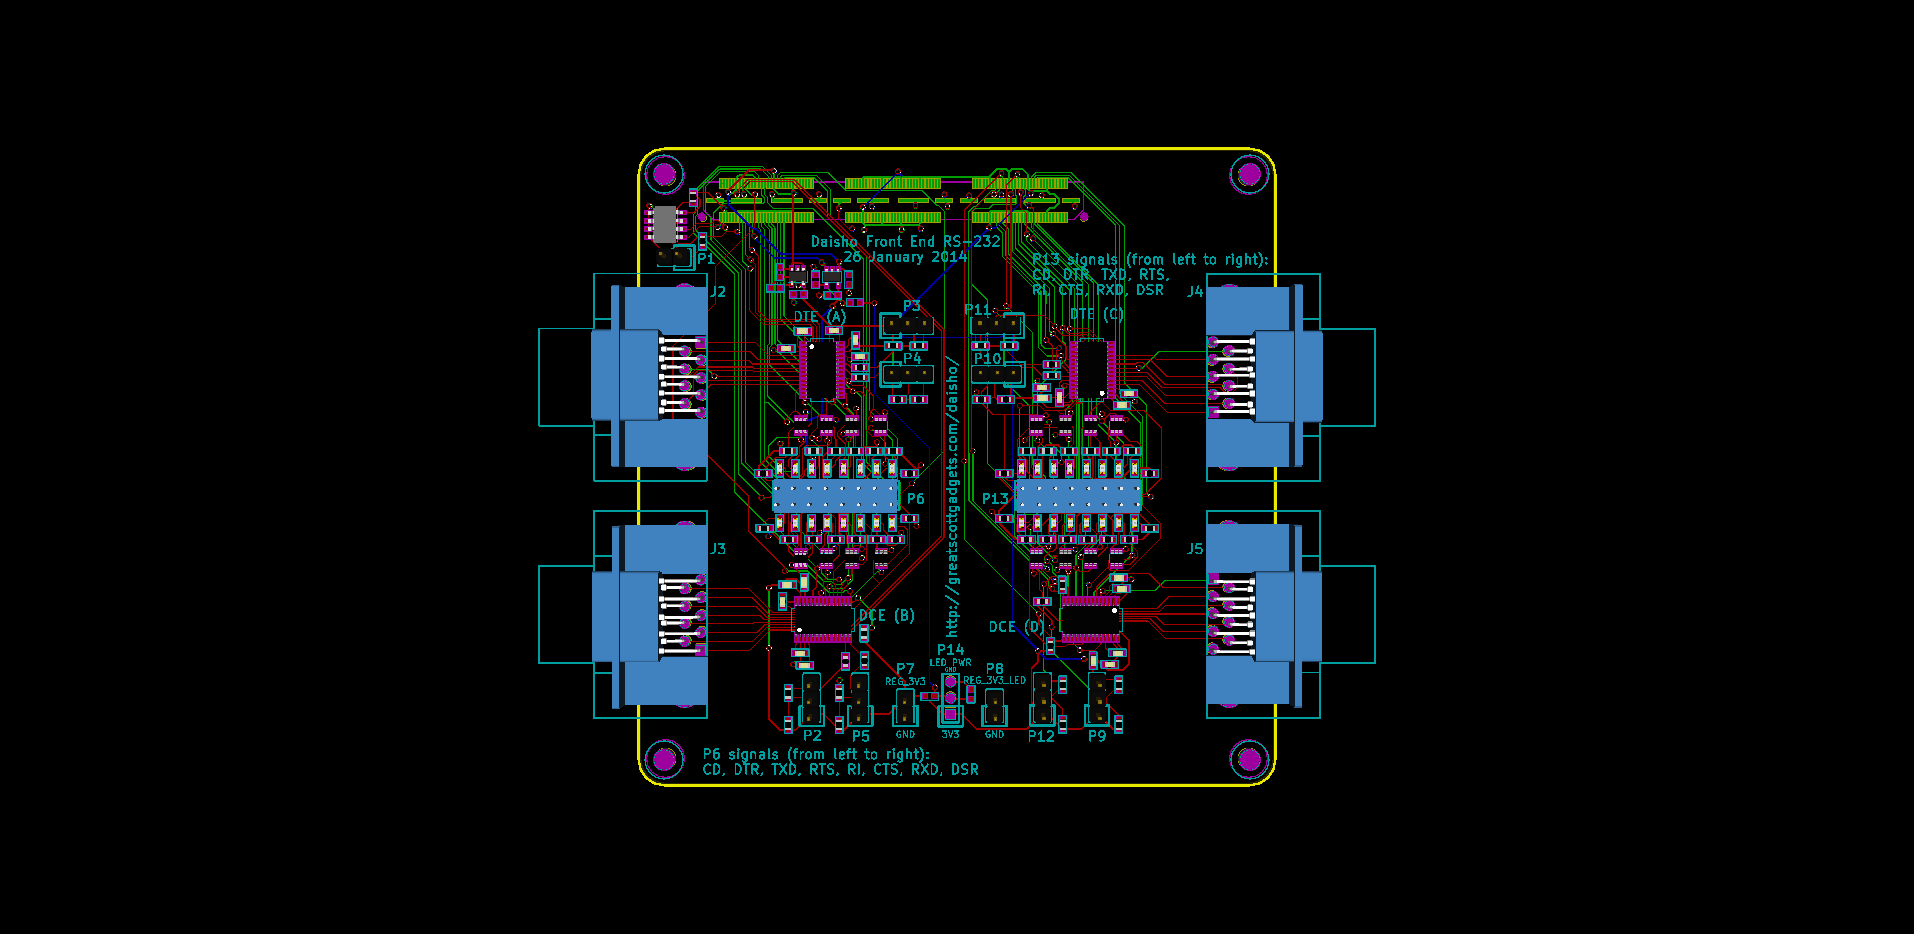 Daisho Front End RS-232
26 January 2014
P1
P13 signals (from left to right):
CD, DTR, TXD, RTS,
RI, CTS, RXD, DSR
J2
J4
P3
P11
DTE (A)
DTE (C)
P4
P10
http://greatscottgadgets.com/daisho/
P6
P13
J3
J5
DCE (B)
DCE (D)
P14
LED PWR
GND
P7
REG_3V3
P8
REG_3V3_LED
P2
P5
GND
3V3
GND
P12
P9
P6 signals (from left to right):
CD, DTR, TXD, RTS, RI, CTS, RXD, DSR